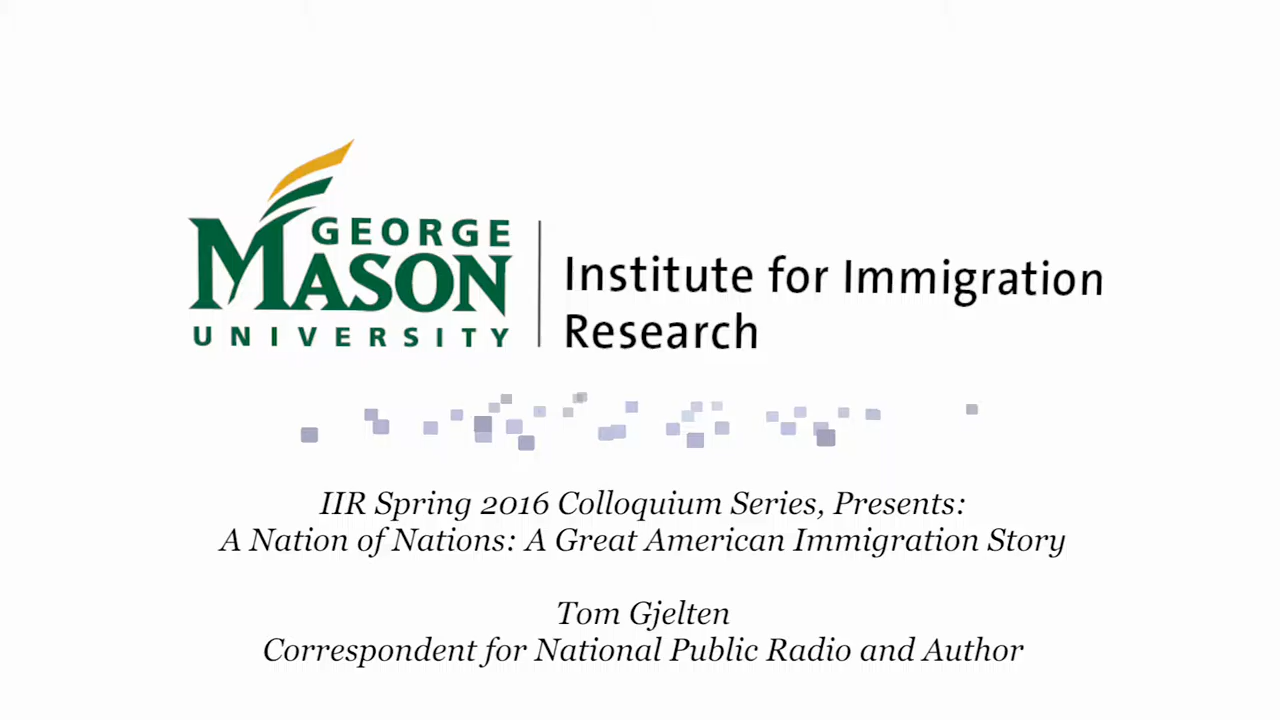 GEORGE
MASON
UNIVERSITY
Institute for Immigration
Research
IIR Spring 2016 Colloquium Series, Presents:
A Nation of Nations: A Great American Immigration Story
Tom Gjelten
Correspondent for National Public Radio and Author